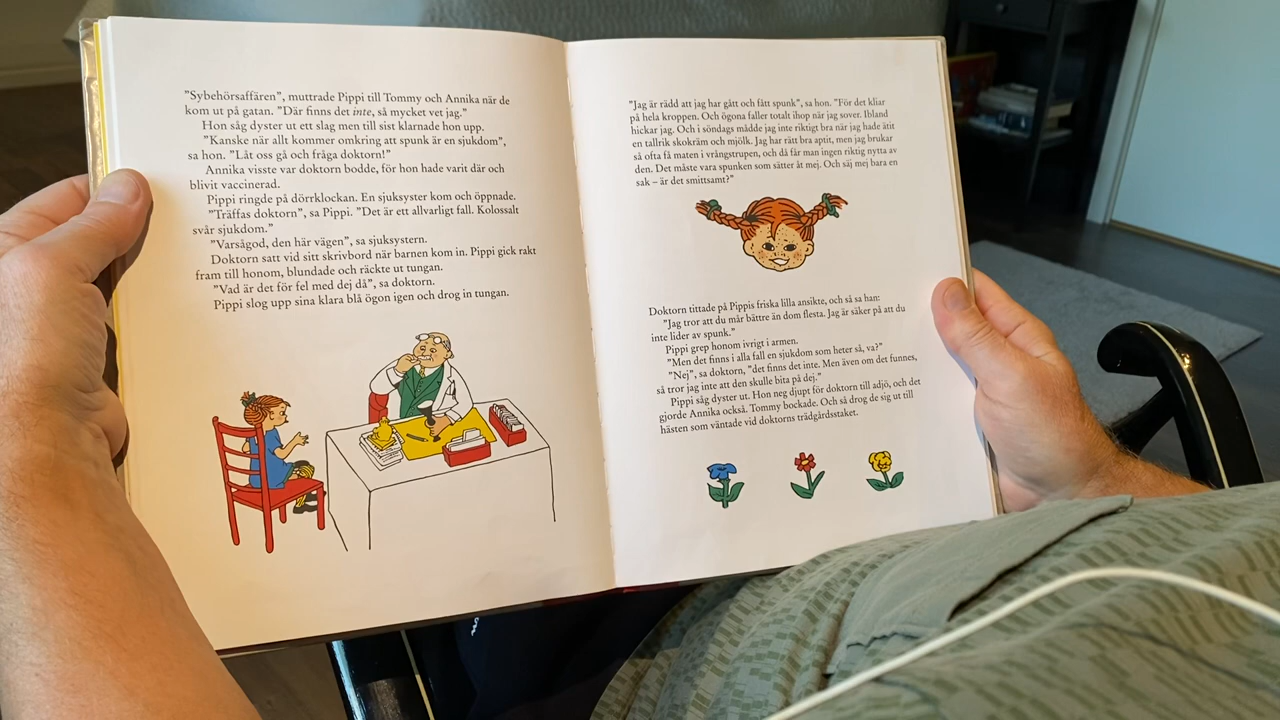 "Sybehörsaffären", muttrade Pippi till Tommy och Annika när de
kom ut på gatan. "Där finns det inte, så mycket vet jag."
Hon såg dyster ut ett slag men till sist klarnade hon upp.
"Kanske när allt kommer omkring att spunk är en sjukdom",
sa hon. "Låt oss gå och fråga doktorn!"
Annika visste var doktorn bodde, för hon hade varit där och
blivit vaccinerad.
Pippi ringde på dörrklockan. En sjuksyster kom och öppnade.
"Träffas doktorn", sa Pippi. "Det är ett allvarligt fall. Kolossalt
svår sjukdom."
"Varsågod, den här vägen", sa sjuksystern.
Doktorn satt vid sitt skrivbord när barnen kom in. Pippi gick rakt
fram till honom, blundade och räckte ut tungan.
"Vad är det för fel med dej då", sa doktorn.
Pippi slog upp sina klara blå ögon igen och drog in tungan.
"Jag är rädd att jag har gått och fått spunk", sa hon. "För det kliar
på hela kroppen. Och ögona faller totalt ihop när jag sover. Ibland
hickar jag. Och i söndags mådde jag inte riktigt bra när jag hade ätit
en tallrik skokräm och mjölk. Jag har rätt bra aptit, men jag brukar
så ofta få maten i vrångstrupen, och då får man ingen riktig nytta av
den. Det måste vara spunken som sätter åt mej. Och säj mej bara en
sak – är det smittsamt?"
Doktorn tittade på Pippis friska lilla ansikte, och så sa han:
"Jag tror att du mår bättre än dom flesta. Jag är säker på att du
inte lider av spunk."
Pippi grep honom ivrigt i armen.
"Men det finns i alla fall en sjukdom som heter så, va?"
"Nej", sa doktorn, "det finns det inte. Men även om det funnes,
så tror jag inte att den skulle bita på dej."
Pippi såg dyster ut. Hon neg djupt för doktorn till adjö, och det
gjorde Annika också. Tommy bockade. Och så drog de sig ut till
hästen som väntade vid doktorns trädgårdsstaket.